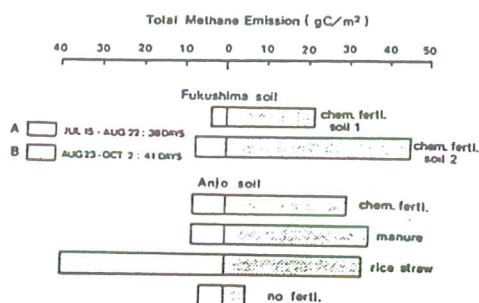 Total Methane Emission ( gC/m² )
40 30 20 10 0 10 20 30 40 50
Fukushima soil
chem. fertl.
soil 1
A JUL 15 - AUG 22 : 38 DAYS
chem. fertl.
soil 2
B AUG 23 - OCT 2 : 41 DAYS
Anjo soil
chem. fertl.
manure
rice straw
no fertl.